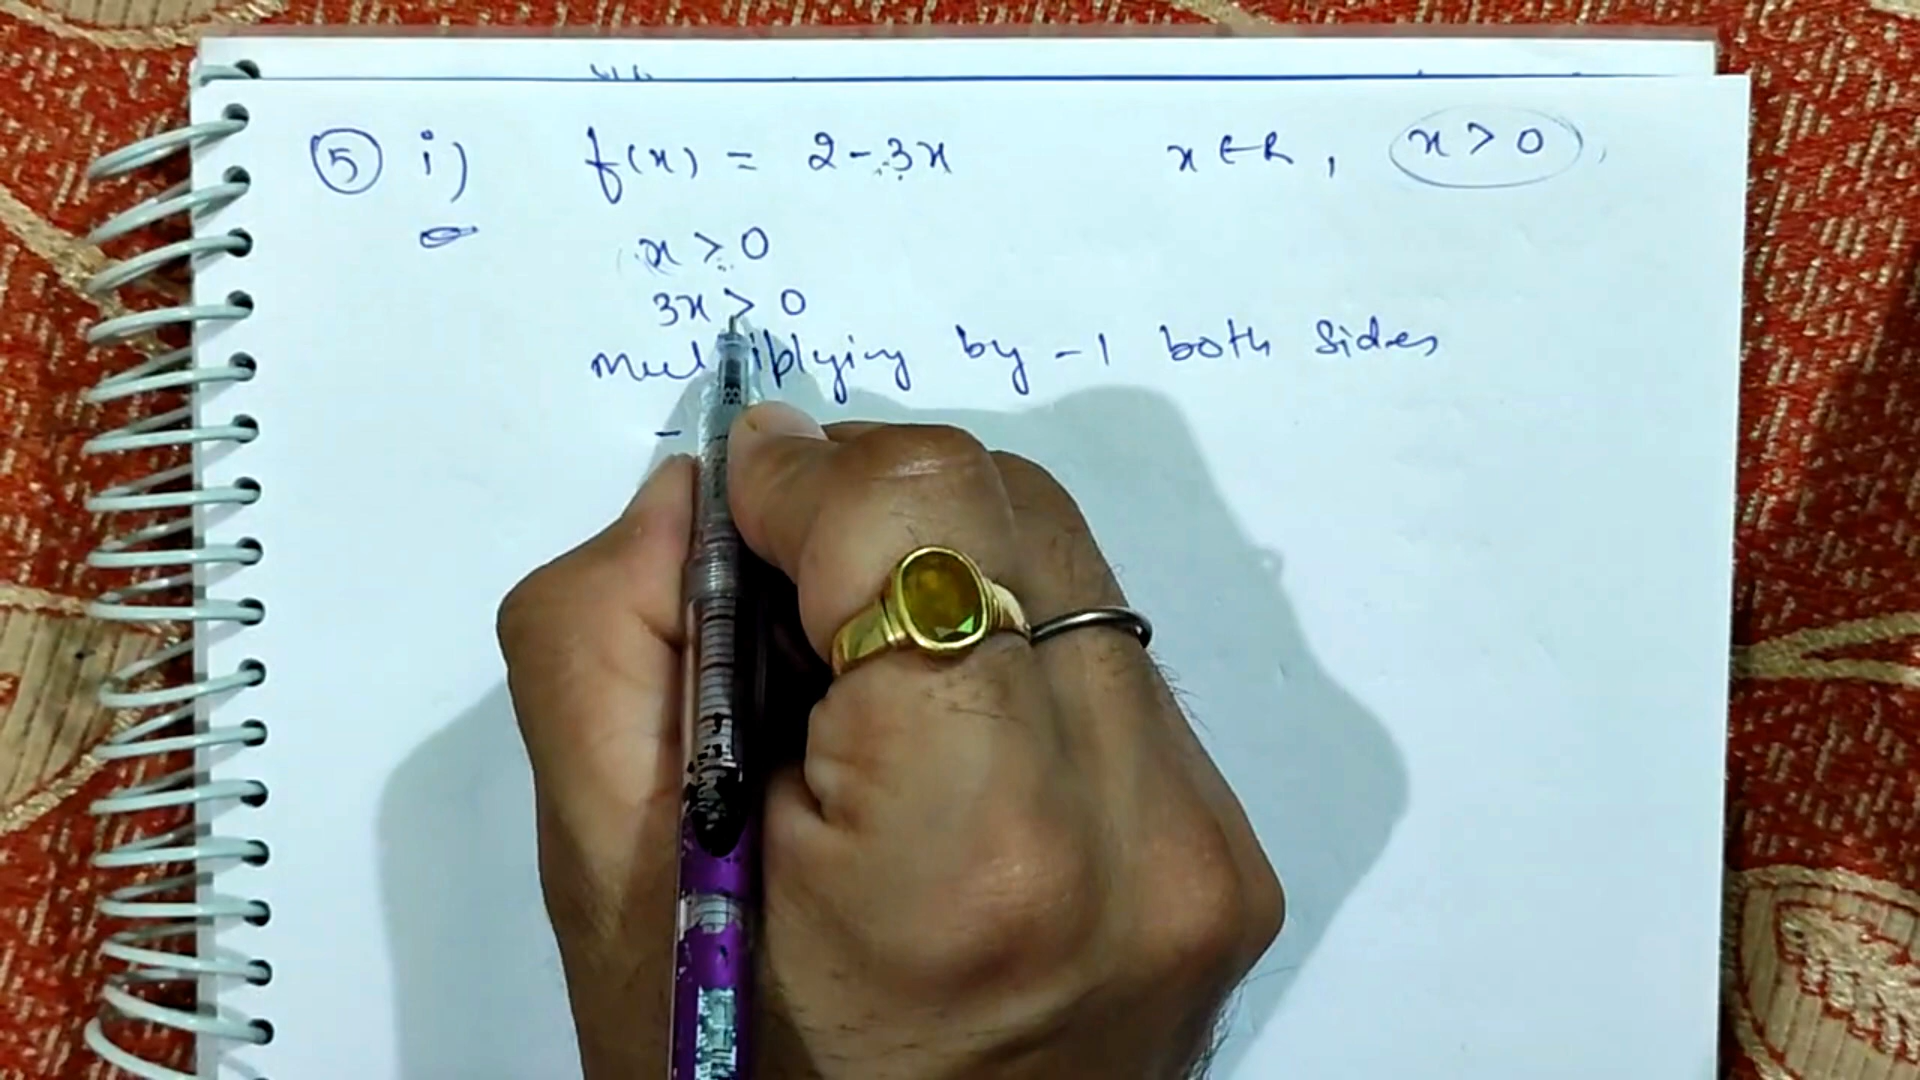 5 i) f(x) = 2-3x x ∈ R, x > 0,
x > 0
3x > 0
Multiplying by -1 both sides
-